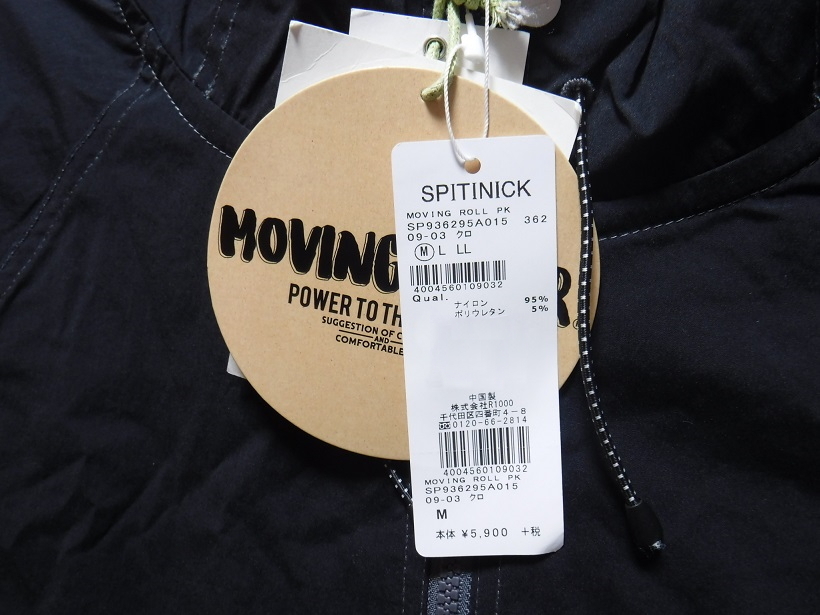 MOVING
R.
POWER TO TH
SUGGESTION OF C
AND
COMFORTABLE
SPITINICK
MOVING ROLL PK
SP936295A015 362
09-03 クロ
M L LL
4004560109032
Qual. ナイロン 95%
ポリウレタン 5%
中国製
株式会社R1000
千代田区四番町4-8
0120-66-2814
4004560109032
MOVING ROLL PK
SP936295A015
09-03 クロ
M
本体 ¥5,900 +税